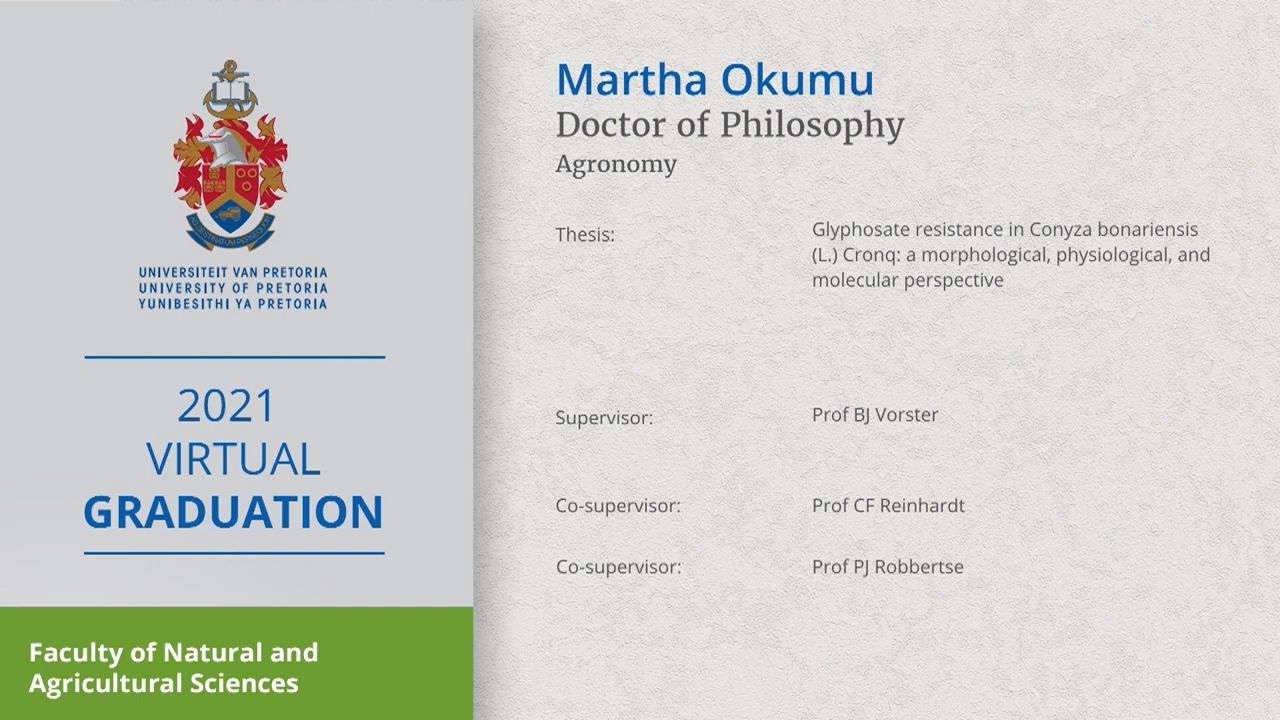 UNIVERSITEIT VAN PRETORIA
UNIVERSITY OF PRETORIA
YUNIBESITHI YA PRETORIA
2021
VIRTUAL
GRADUATION
Faculty of Natural and
Agricultural Sciences
Martha Okumu
Doctor of Philosophy
Agronomy
Thesis:
Glyphosate resistance in Conyza bonariensis
(L.) Cronq: a morphological, physiological, and
molecular perspective
Supervisor: Prof BJ Vorster
Co-supervisor: Prof CF Reinhardt
Co-supervisor: Prof PJ Robbertse